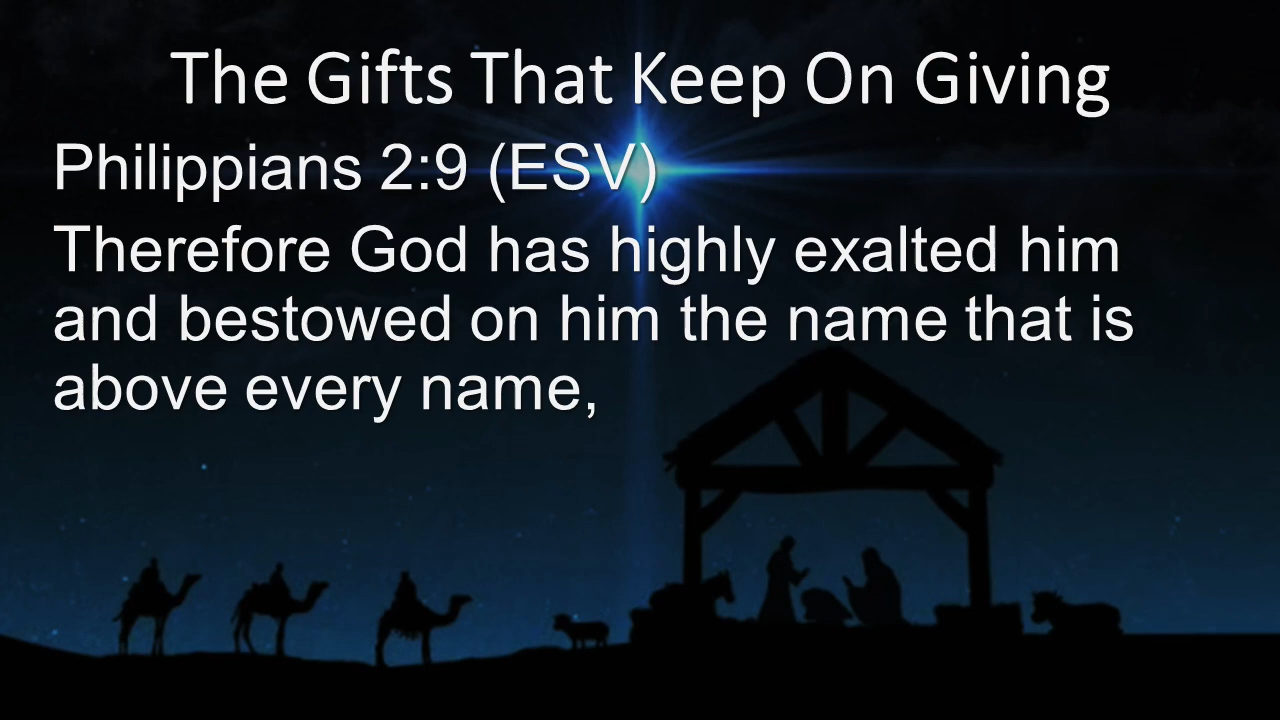 The Gifts That Keep On Giving
Philippians 2:9 (ESV)
Therefore God has highly exalted him
and bestowed on him the name that is
above every name,